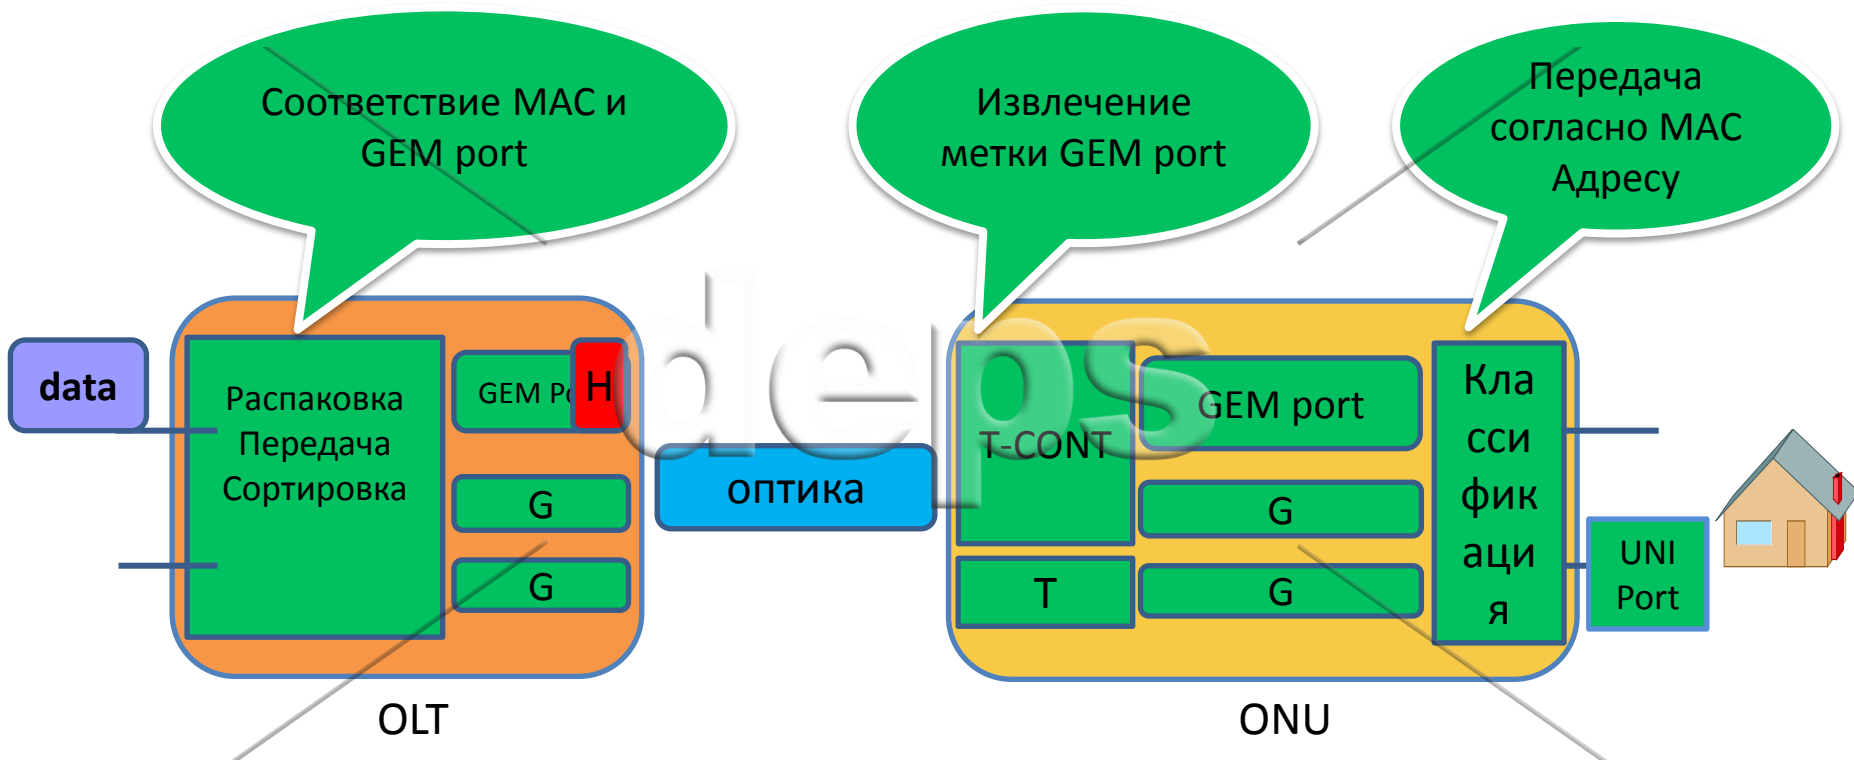 Соответствие MAC и
GEM port
Извлечение
метки GEM port
Передача
согласно MAC
Адресу
data
Распаковка
Передача
Сортировка
GEM Po
H
G
G
оптика
deps
T-CONT
T
GEM port
G
G
Кла
сси
фик
аци
я
UNI
Port
OLT
ONU